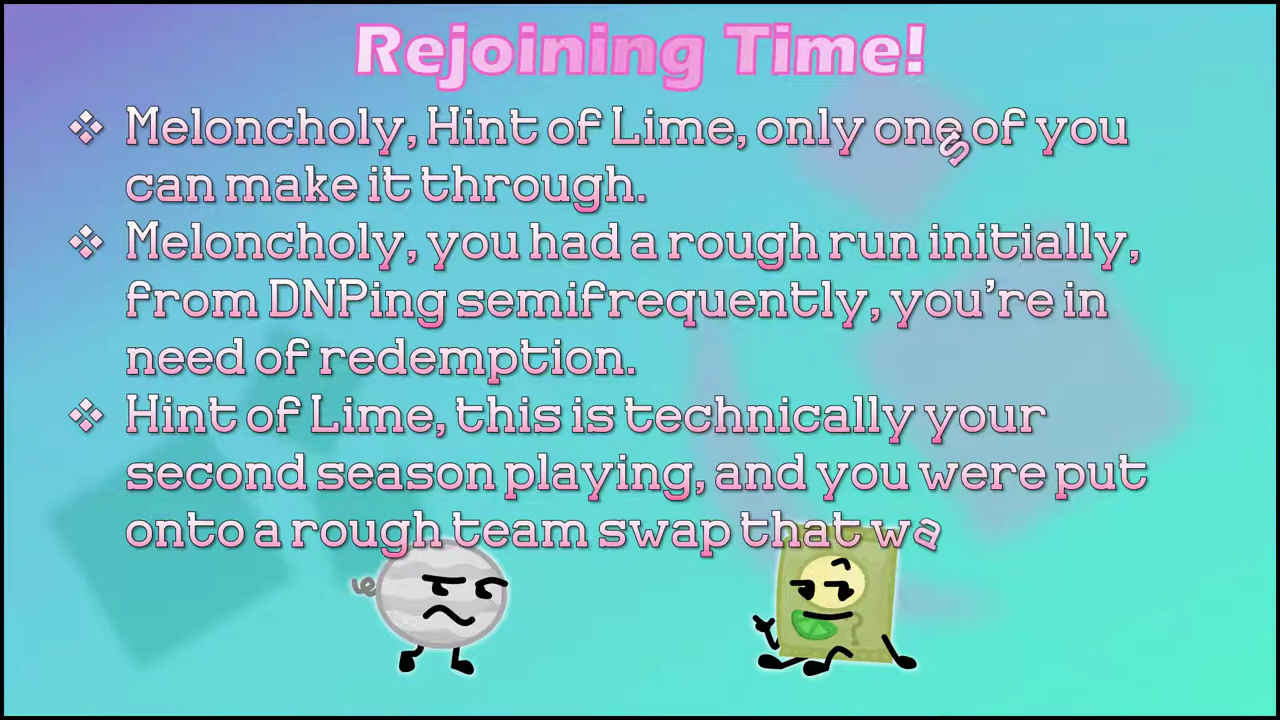 Rejoining Time!
❖ Meloncholy, Hint of Lime, only one of you
can make it through.
❖ Meloncholy, you had a rough run initially,
from DNPing semifrequently, you're in
need of redemption.
❖ Hint of Lime, this is technically your
second season playing, and you were put
onto a rough team swap that wa
s
?